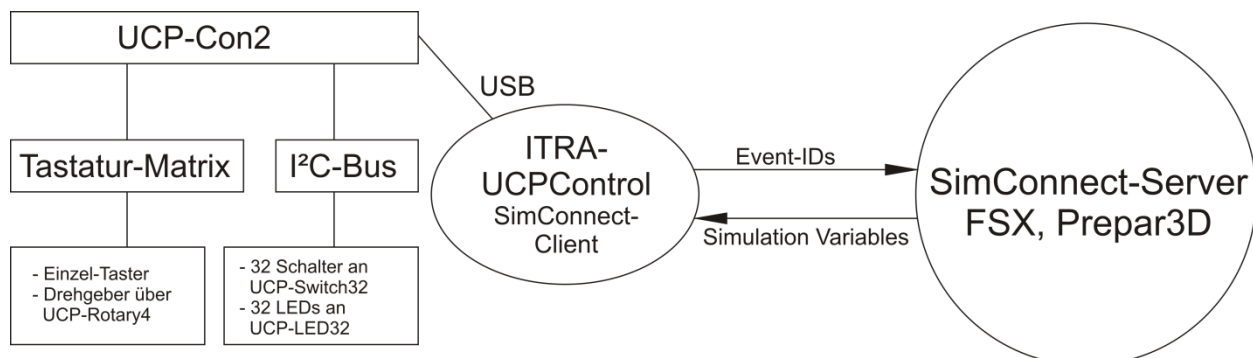 UCP-Con2
USB
Tastatur-Matrix
I²C-Bus
- Einzel-Taster
- Drehgeber über
UCP-Rotary4
- 32 Schalter an
UCP-Switch32
- 32 LEDs an
UCP-LED32
ITRA-
UCPControl
SimConnect-
Client
Event-IDs
Simulation Variables
SimConnect-Server
FSX, Prepar3D